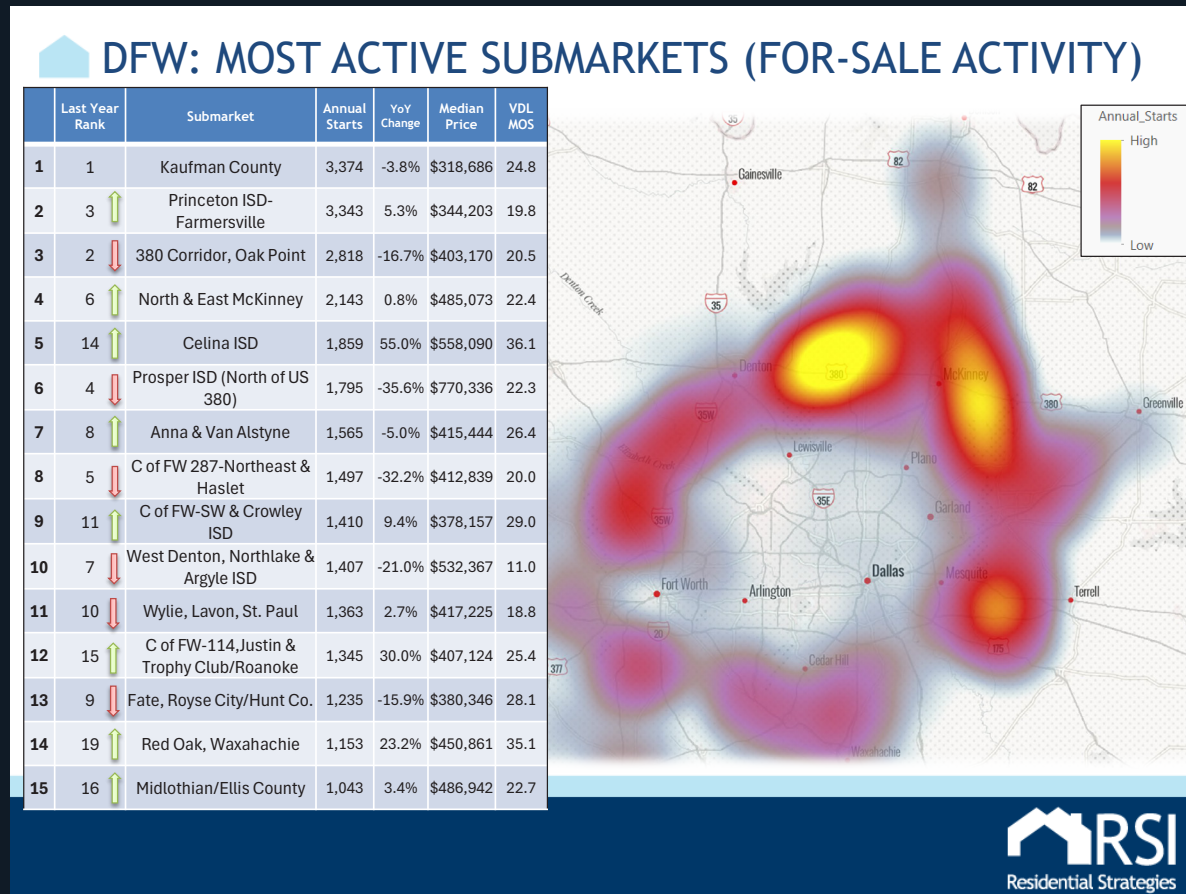 DFW: MOST ACTIVE SUBMARKETS (FOR-SALE ACTIVITY)
Last Year Rank Submarket Annual Starts YoY Change Median Price VDL MOS
1 1 Kaufman County 3,374 -3.8% $318,686 24.8
2 3 Princeton ISD-Farmersville 3,343 5.3% $344,203 19.8
3 2 380 Corridor, Oak Point 2,818 -16.7% $403,170 20.5
4 6 North & East McKinney 2,143 0.8% $485,073 22.4
5 14 Celina ISD 1,859 55.0% $558,090 36.1
6 4 Prosper ISD (North of US 380) 1,795 -35.6% $770,336 22.3
7 8 Anna & Van Alstyne 1,565 -5.0% $415,444 26.4
8 5 C of FW 287-Northeast & Haslet 1,497 -32.2% $412,839 20.0
9 11 C of FW-SW & Crowley ISD 1,410 9.4% $378,157 29.0
10 7 West Denton, Northlake & Argyle ISD 1,407 -21.0% $532,367 11.0
11 10 Wylie, Lavon, St. Paul 1,363 2.7% $417,225 18.8
12 15 C of FW-114,Justin & Trophy Club/Roanoke 1,345 30.0% $407,124 25.4
13 9 Fate, Royse City/Hunt Co. 1,235 -15.9% $380,346 28.1
14 19 Red Oak, Waxahachie 1,153 23.2% $450,861 35.1
15 16 Midlothian/Ellis County 1,043 3.4% $486,942 22.7
Annual_Starts
High
Low
35
82
Gainesville
82
Denton Creek
35
Denton
380
McKinney
380
Greenville
35W
Lewisville
Elizabeth Creek
Plano
35E
Garland
35W
Dallas
Mesquite
Fort Worth
Arlington
Terrell
20
175
377
Cedar Hill
Waxahachie
RSI
Residential Strategies